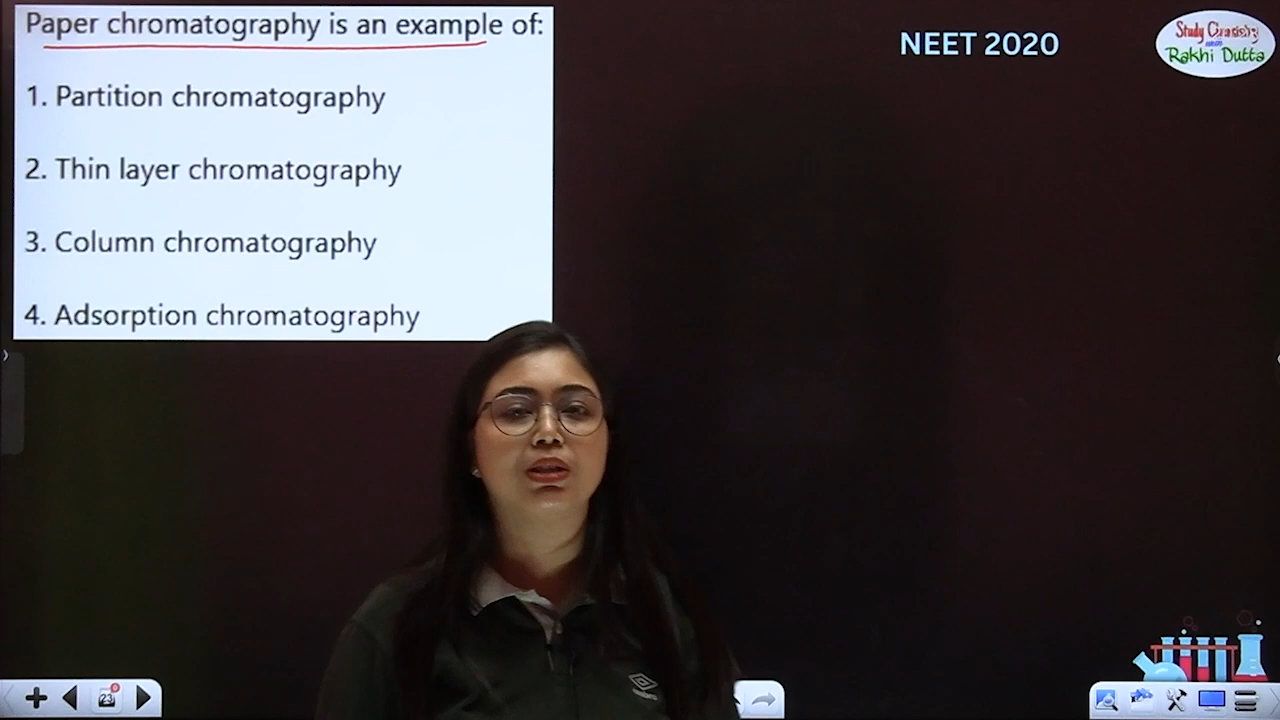 Paper chromatography is an example of:
1. Partition chromatography
2. Thin layer chromatography
3. Column chromatography
4. Adsorption chromatography
NEET 2020
Study
Rakhi Dutta
23